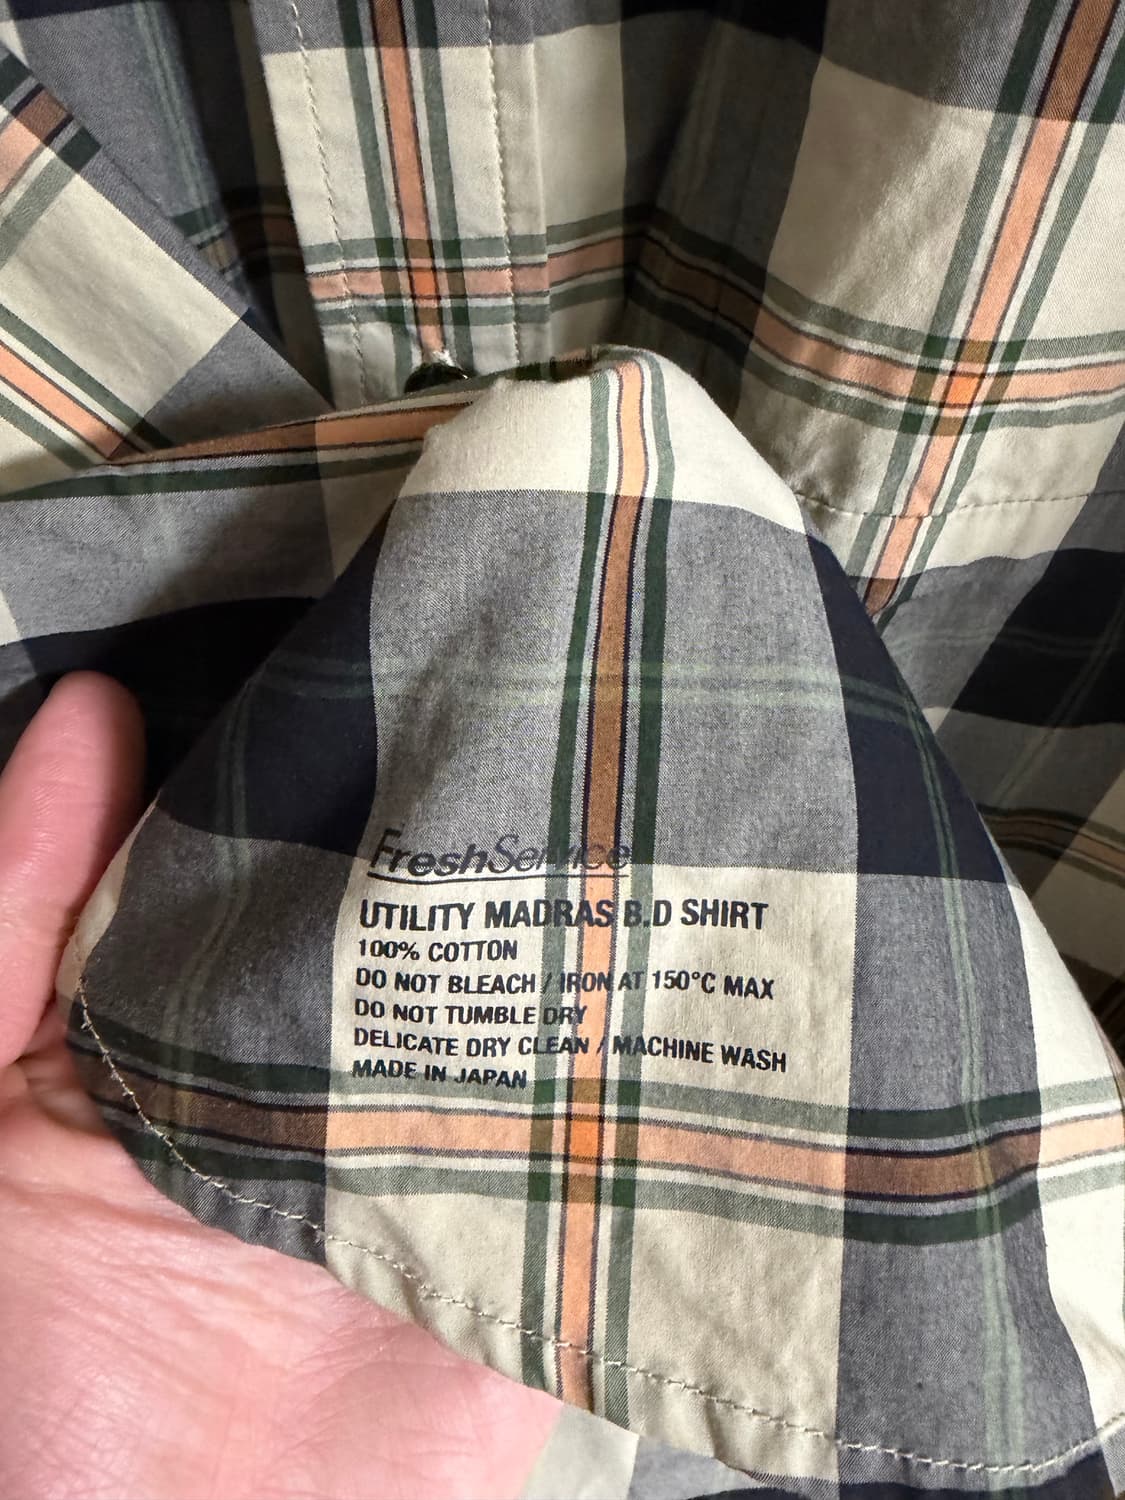 FreshService
UTILITY MADRAS B.D SHIRT
100% COTTON
DO NOT BLEACH / IRON AT 150°C MAX
DO NOT TUMBLE DRY
DELICATE DRY CLEAN / MACHINE WASH
MADE IN JAPAN